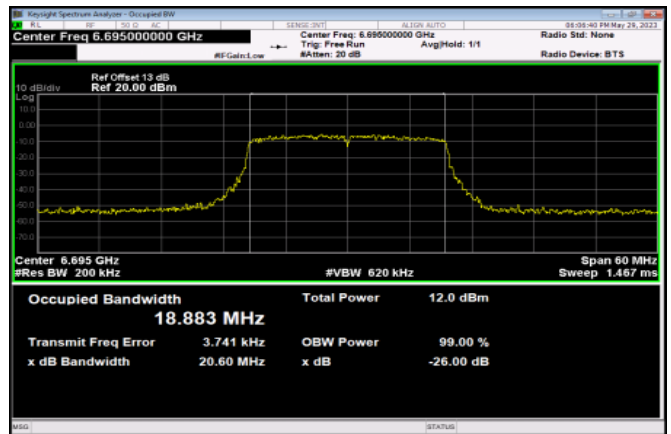 Keysight Spectrum Analyzer - Occupied BW
RL RF 50 Ω AC SENSE:INT ALIGN AUTO 06:06:40 PM May 29, 2023
Center Freq 6.695000000 GHz Center Freq: 6.695000000 GHz Radio Std: None
Trig: Free Run Avg|Hold: 1/1
#IFGain:Low #Atten: 20 dB Radio Device: BTS
Ref Offset 13 dB
10 dB/div Ref 20.00 dBm
Log
10.0
0.00
-10.0
-20.0
-30.0
-40.0
-50.0
-60.0
-70.0
Center 6.695 GHz Span 60 MHz
#Res BW 200 kHz #VBW 620 kHz Sweep 1.467 ms
Occupied Bandwidth Total Power 12.0 dBm
18.883 MHz
Transmit Freq Error 3.741 kHz OBW Power 99.00 %
x dB Bandwidth 20.60 MHz x dB -26.00 dB
MSG STATUS